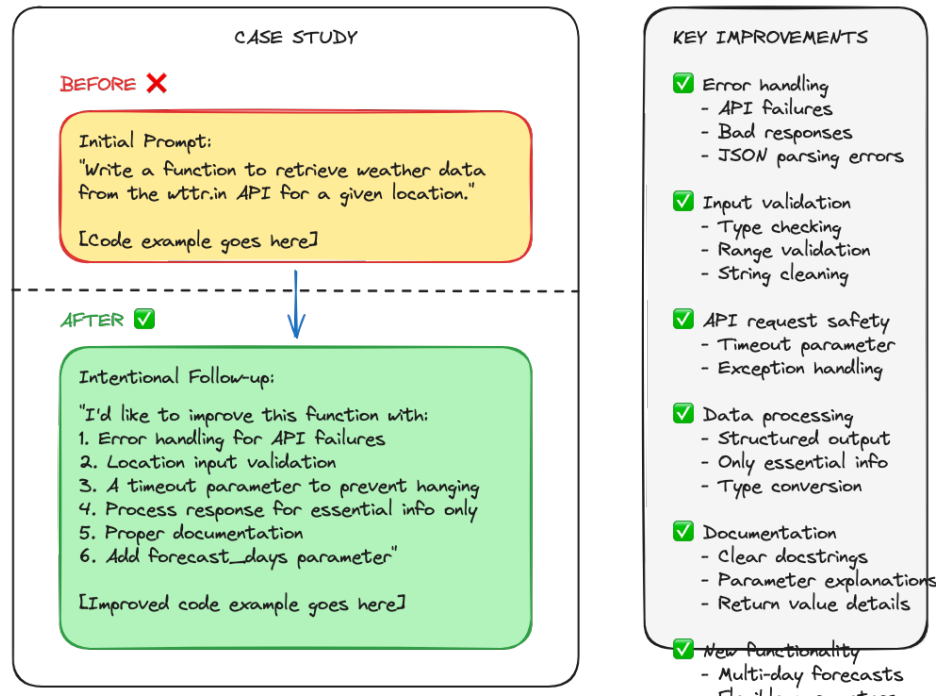 CASE STUDY
BEFORE ❌
Initial Prompt:
"Write a function to retrieve weather data
from the wttr.in API for a given location."
[Code example goes here]
AFTER ✅
Intentional Follow-up:
"I'd like to improve this function with:
1. Error handling for API failures
2. Location input validation
3. A timeout parameter to prevent hanging
4. Process response for essential info only
5. Proper documentation
6. Add forecast_days parameter"
[Improved code example goes here]
KEY IMPROVEMENTS
✅ Error handling
- API failures
- Bad responses
- JSON parsing errors
✅ Input validation
- Type checking
- Range validation
- String cleaning
✅ API request safety
- Timeout parameter
- Exception handling
✅ Data processing
- Structured output
- Only essential info
- Type conversion
✅ Documentation
- Clear docstrings
- Parameter explanations
- Return value details
✅ New functionality
- Multi-day forecasts